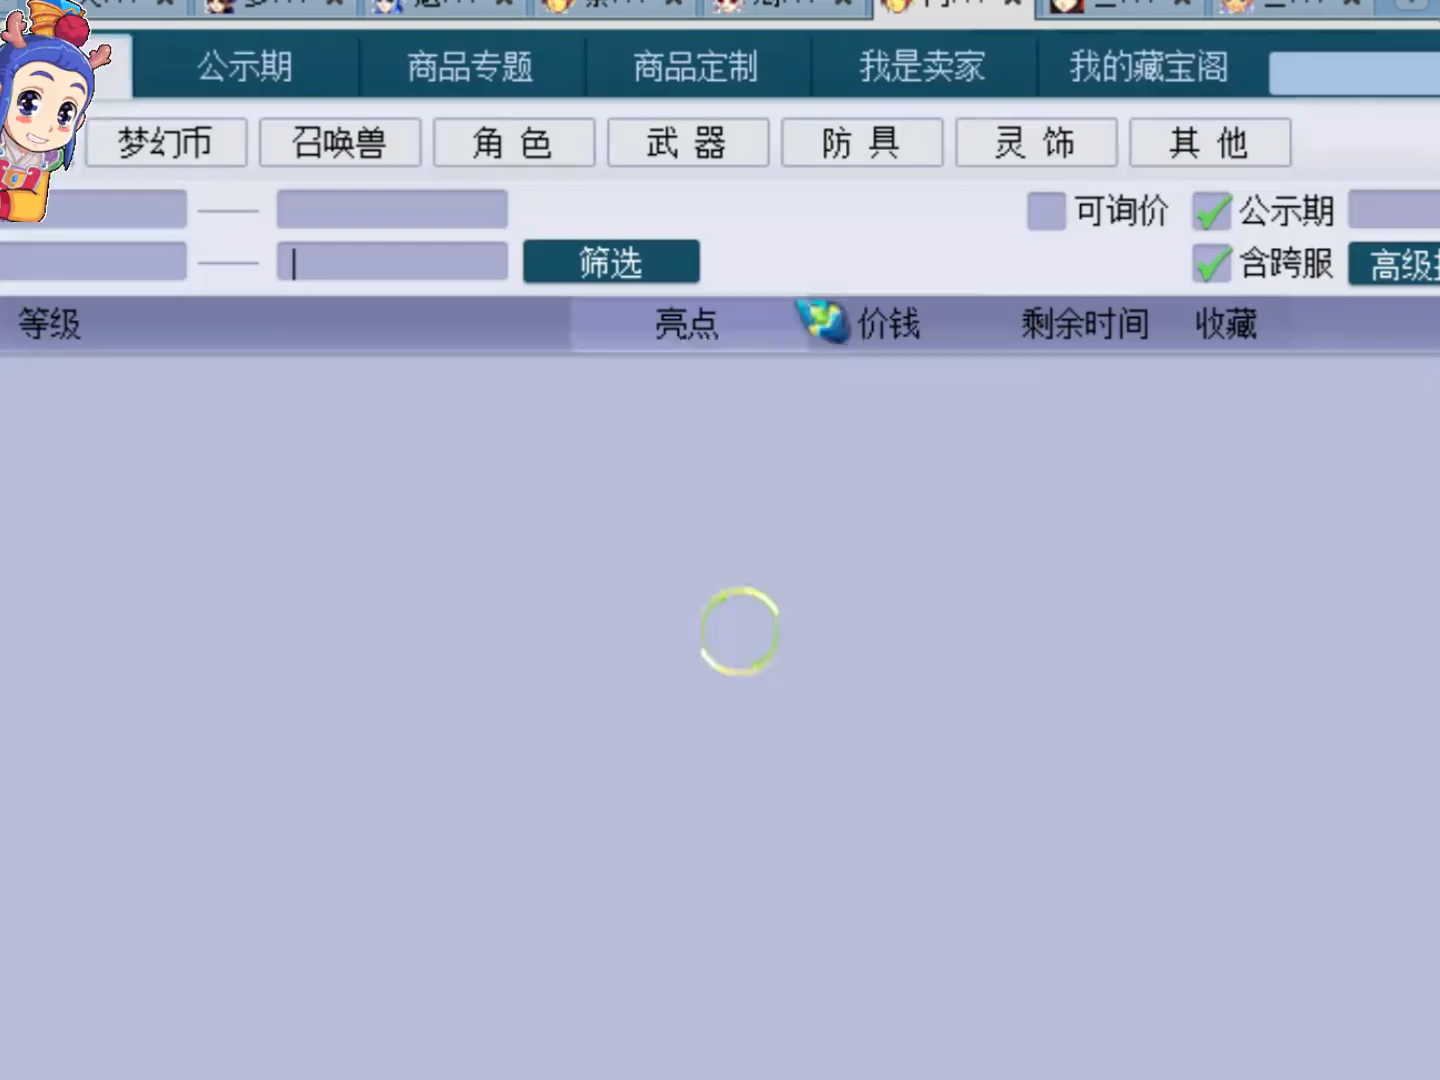 公示期 商品专题 商品定制 我是卖家 我的藏宝阁
梦幻币 召唤兽 角色 武器 防具 灵饰 其他
可询价 公示期
筛选 含跨服 高级
等级 亮点 价钱 剩余时间 收藏